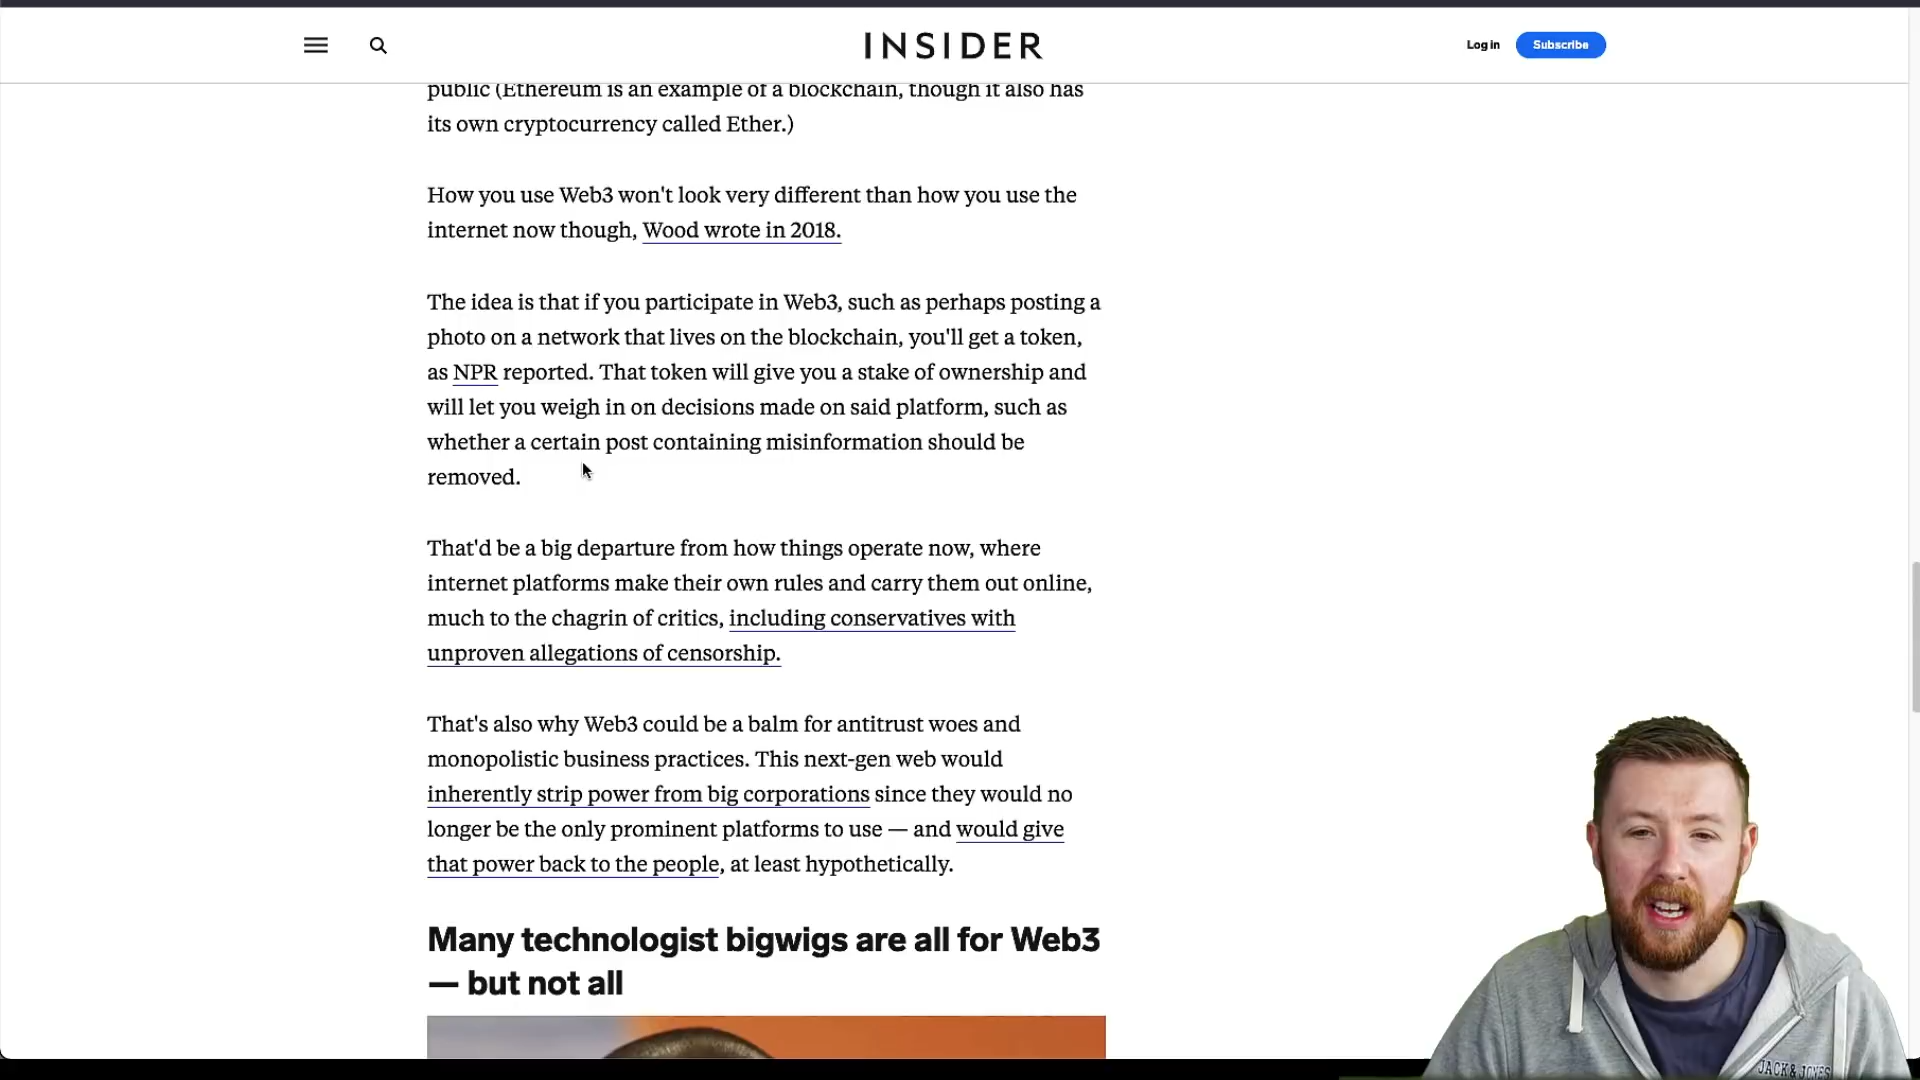 INSIDER
Log in
Subscribe
public (Ethereum is an example of a blockchain, though it also has
its own cryptocurrency called Ether.)
How you use Web3 won't look very different than how you use the
internet now though, Wood wrote in 2018.
The idea is that if you participate in Web3, such as perhaps posting a
photo on a network that lives on the blockchain, you'll get a token,
as NPR reported. That token will give you a stake of ownership and
will let you weigh in on decisions made on said platform, such as
whether a certain post containing misinformation should be
removed.
That'd be a big departure from how things operate now, where
internet platforms make their own rules and carry them out online,
much to the chagrin of critics, including conservatives with
unproven allegations of censorship.
That's also why Web3 could be a balm for antitrust woes and
monopolistic business practices. This next-gen web would
inherently strip power from big corporations since they would no
longer be the only prominent platforms to use — and would give
that power back to the people, at least hypothetically.
Many technologist bigwigs are all for Web3
— but not all
JACK & JONES